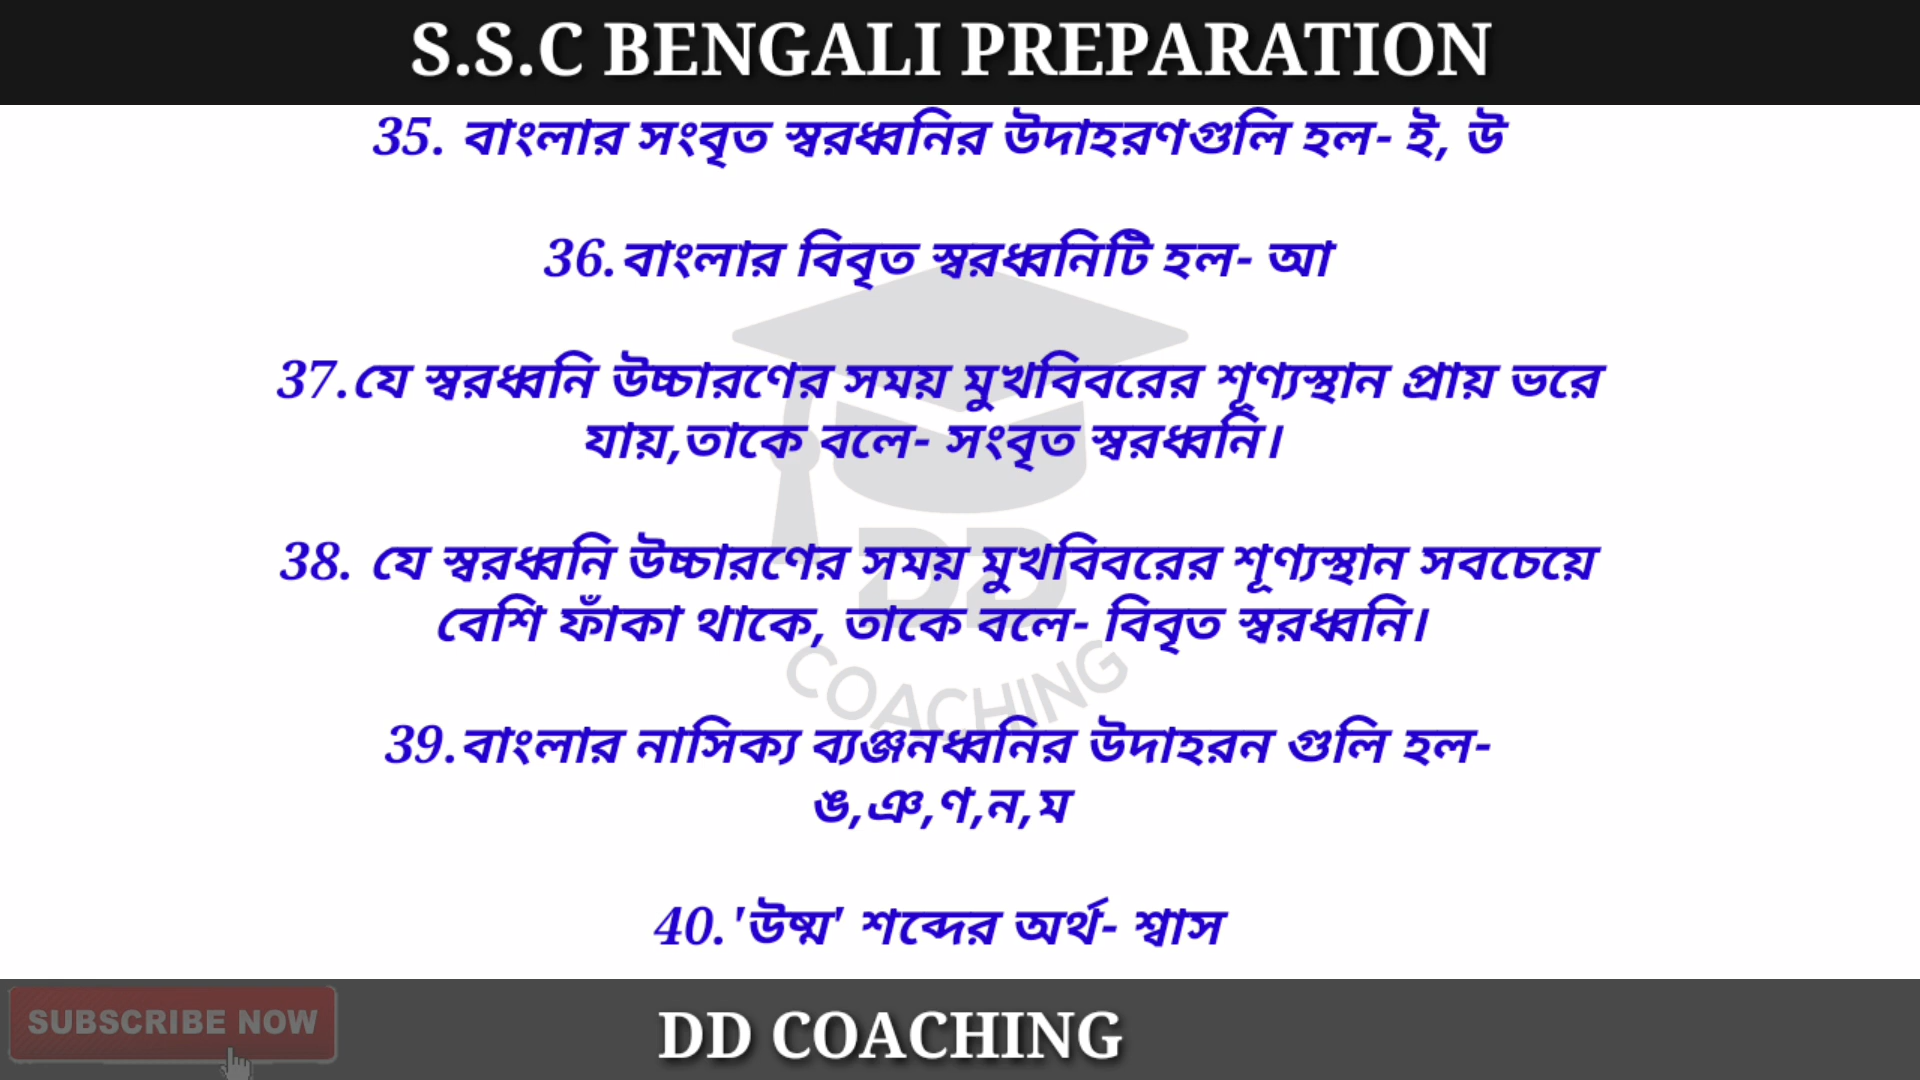 S.S.C BENGALI PREPARATION
35. বাংলার সংবৃত স্বরধ্বনির উদাহরণগুলি হল- ই, উ
36.বাংলার বিবৃত স্বরধ্বনিটি হল- আ
37.যে স্বরধ্বনি উচ্চারণের সময় মুখবিবরের শূণ্যস্থান প্রায় ভরে
যায়,তাকে বলে- সংবৃত স্বরধ্বনি।
38. যে স্বরধ্বনি উচ্চারণের সময় মুখবিবরের শূণ্যস্থান সবচেয়ে
বেশি ফাঁকা থাকে, তাকে বলে- বিবৃত স্বরধ্বনি।
DD
COACHING
39.বাংলার নাসিক্য ব্যঞ্জনধ্বনির উদাহরন গুলি হল-
ঙ,ঞ,ণ,ন,ম
40.'উষ্ম' শব্দের অর্থ- শ্বাস
SUBSCRIBE NOW
DD COACHING